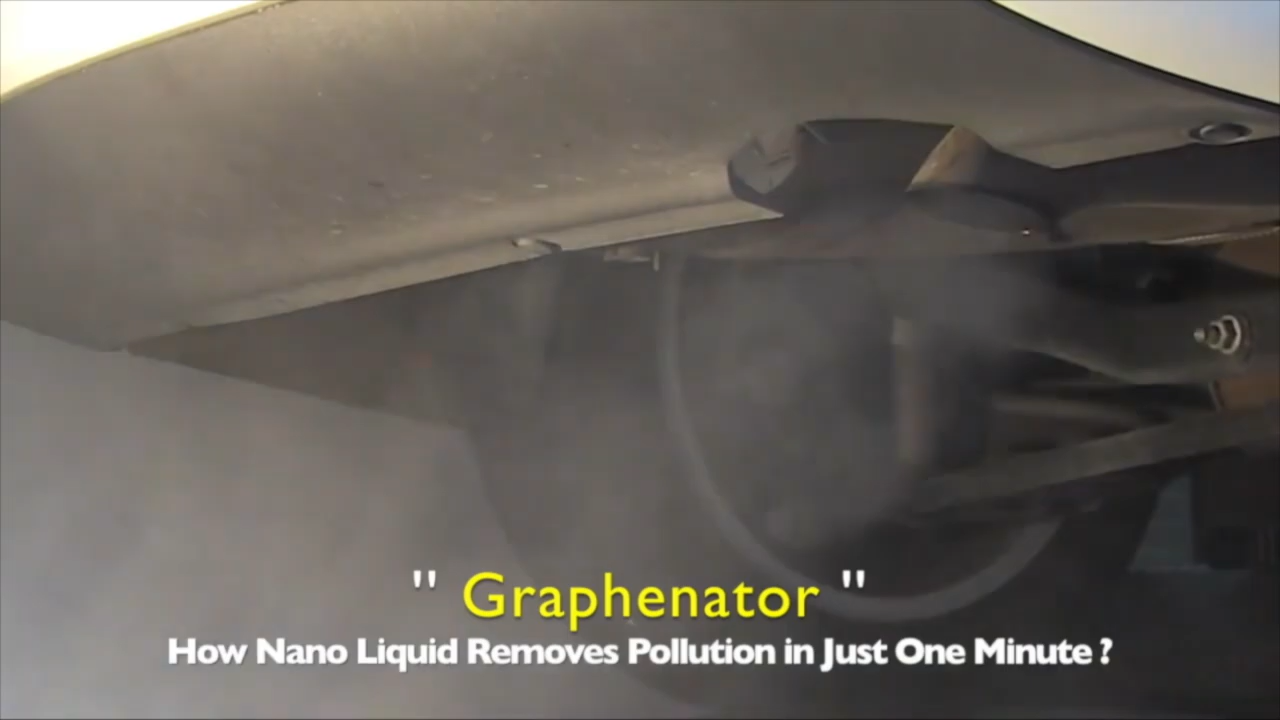 " Graphenator "
How Nano Liquid Removes Pollution in Just One Minute ?